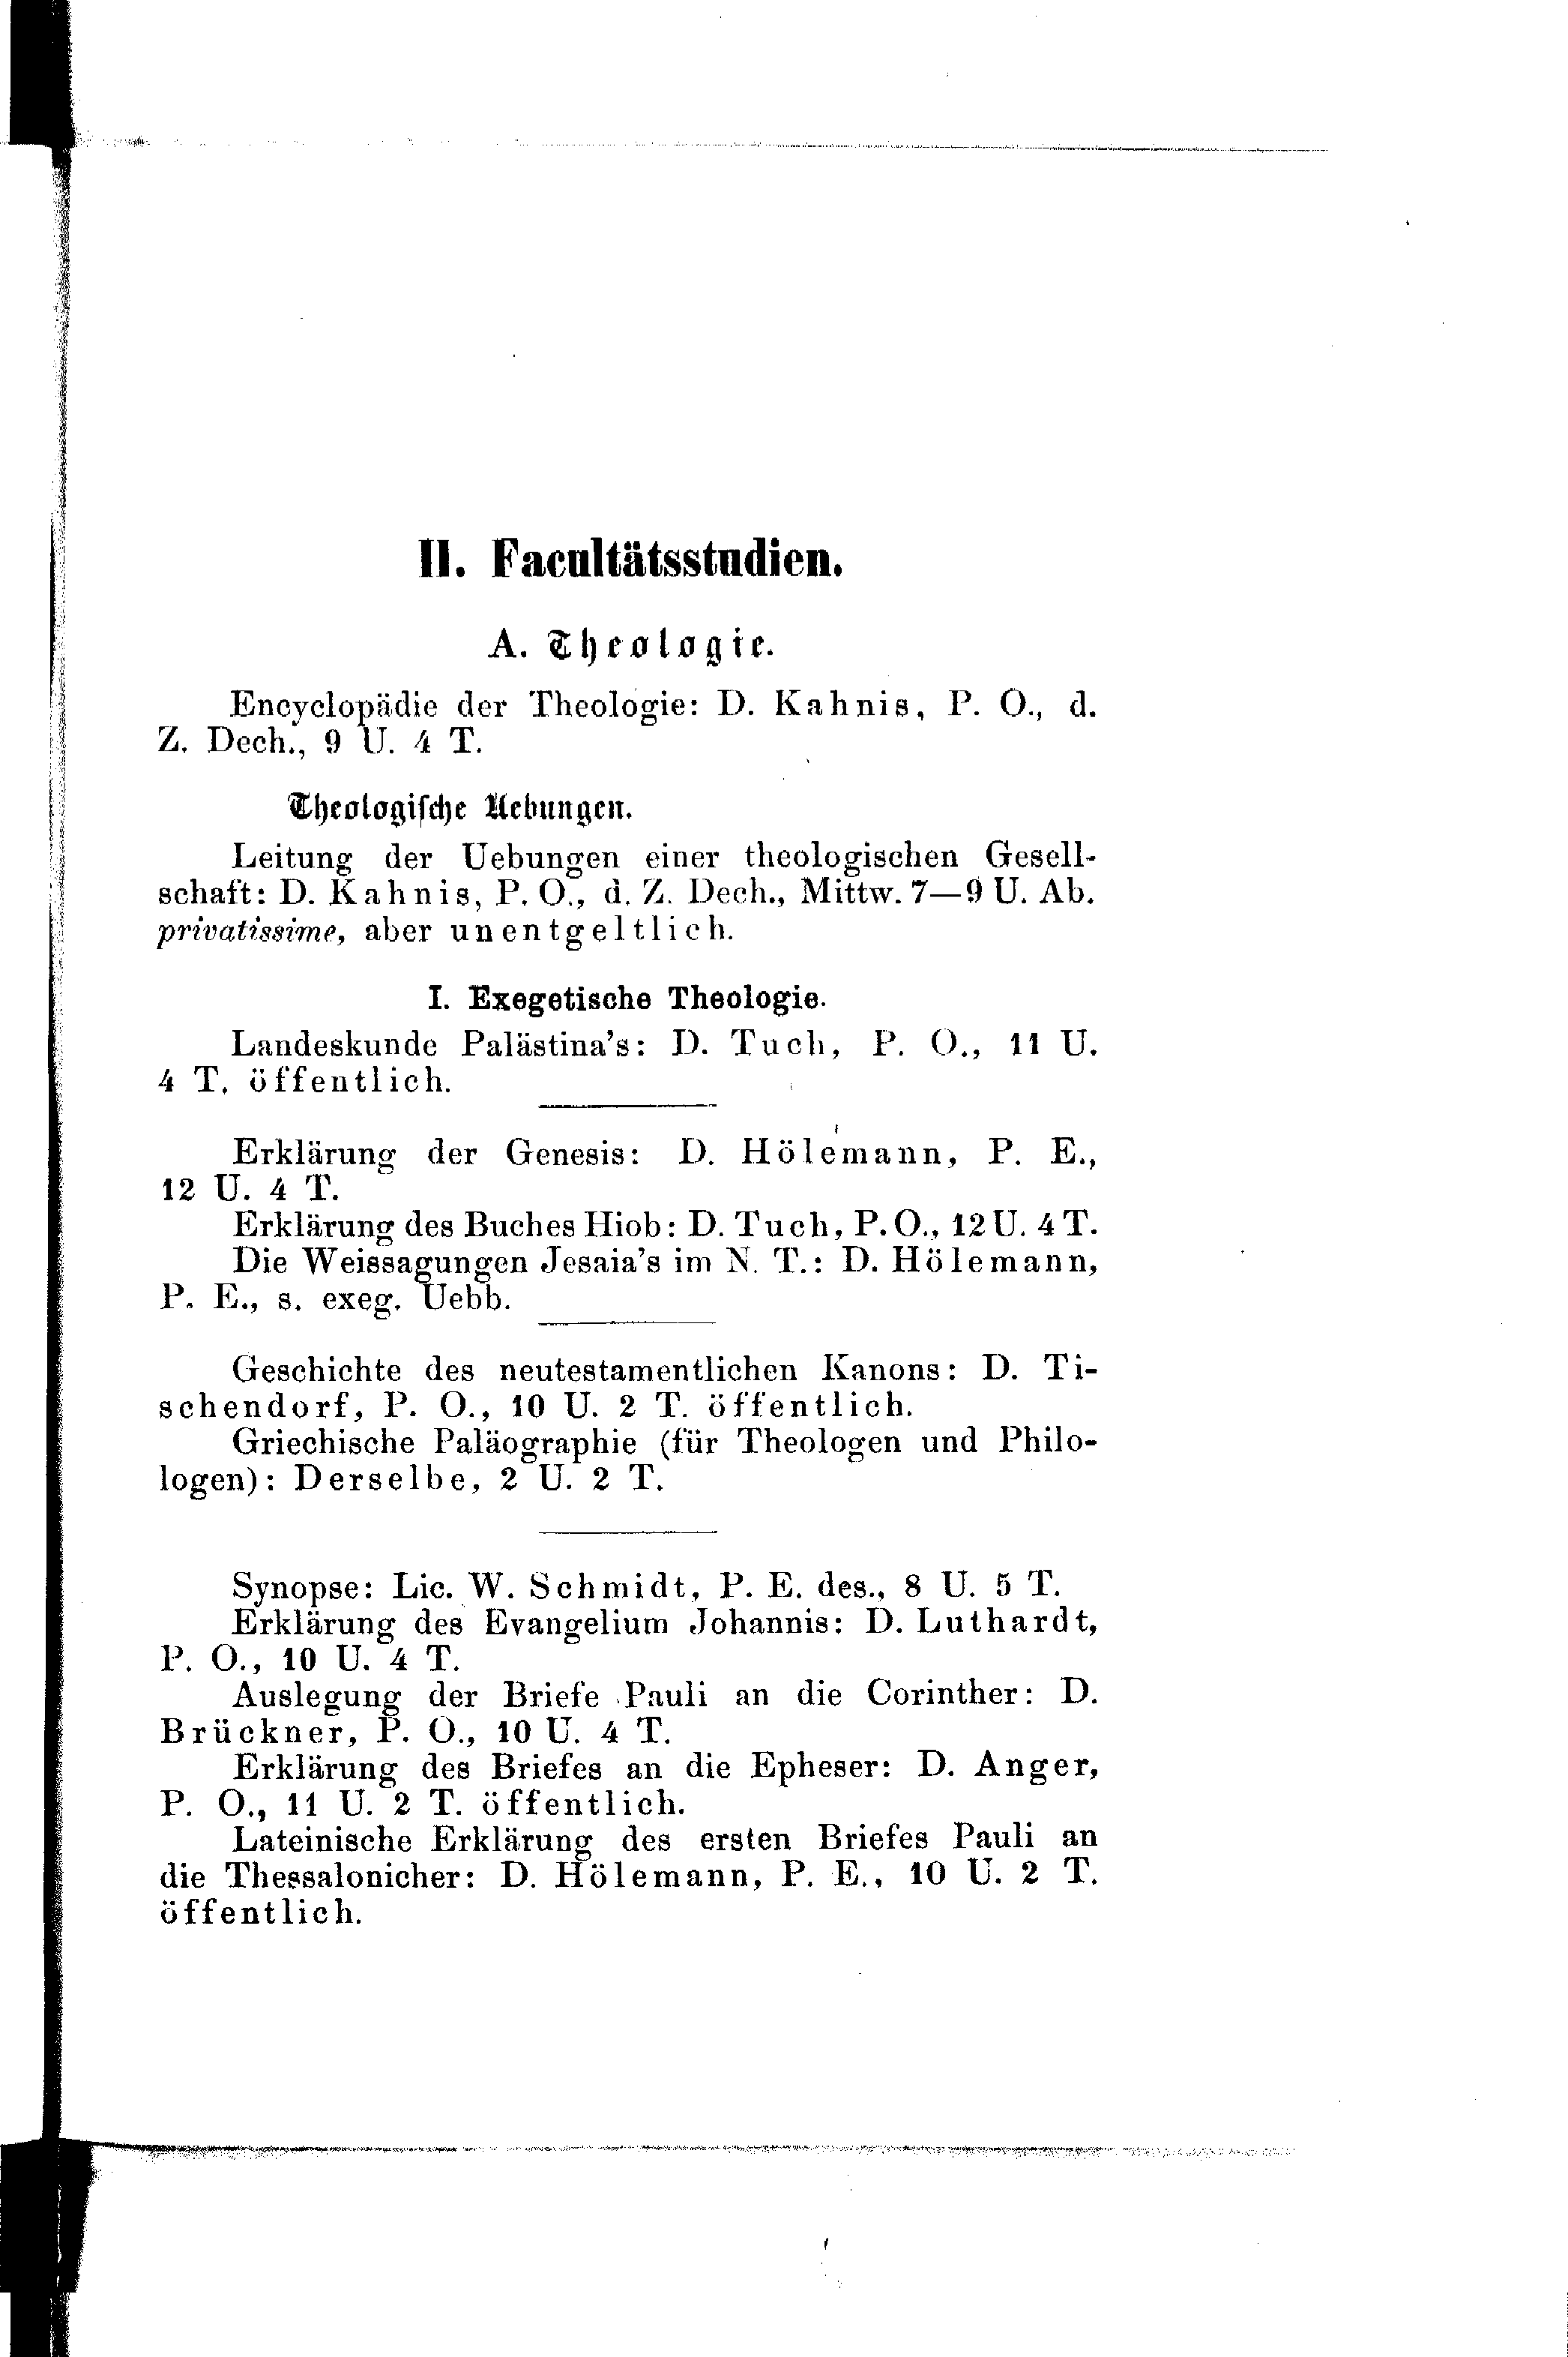 II. Facultätsstudien.
A. Theologie.
Encyclopädie der Theologie: D. Kahnis, P. O., d.
Z. Dech., 9 U. 4 T.
Theologische Uebungen.
Leitung der Uebungen einer theologischen Gesell-
schaft: D. Kahnis, P. O., d. Z. Dech., Mittw. 7—9 U. Ab.
privatissime, aber unentgeltlich.
I. Exegetische Theologie.
Landeskunde Palästina's: D. Tuch, P. O., 11 U.
4 T. öffentlich.
Erklärung der Genesis: D. Hölemann, P. E.,
12 U. 4 T.
Erklärung des Buches Hiob: D. Tuch, P. O., 12 U. 4 T.
Die Weissagungen Jesaia's im N. T.: D. Hölemann,
P. E., s. exeg. Uebb.
Geschichte des neutestamentlichen Kanons: D. Ti-
schendorf, P. O., 10 U. 2 T. öffentlich.
Griechische Paläographie (für Theologen und Philo-
logen): Derselbe, 2 U. 2 T.
Synopse: Lic. W. Schmidt, P. E. des., 8 U. 5 T.
Erklärung des Evangelium Johannis: D. Luthardt,
P. O., 10 U. 4 T.
Auslegung der Briefe Pauli an die Corinther: D.
Brückner, P. O., 10 U. 4 T.
Erklärung des Briefes an die Epheser: D. Anger,
P. O., 11 U. 2 T. öffentlich.
Lateinische Erklärung des ersten Briefes Pauli an
die Thessalonicher: D. Hölemann, P. E., 10 U. 2 T.
öffentlich.